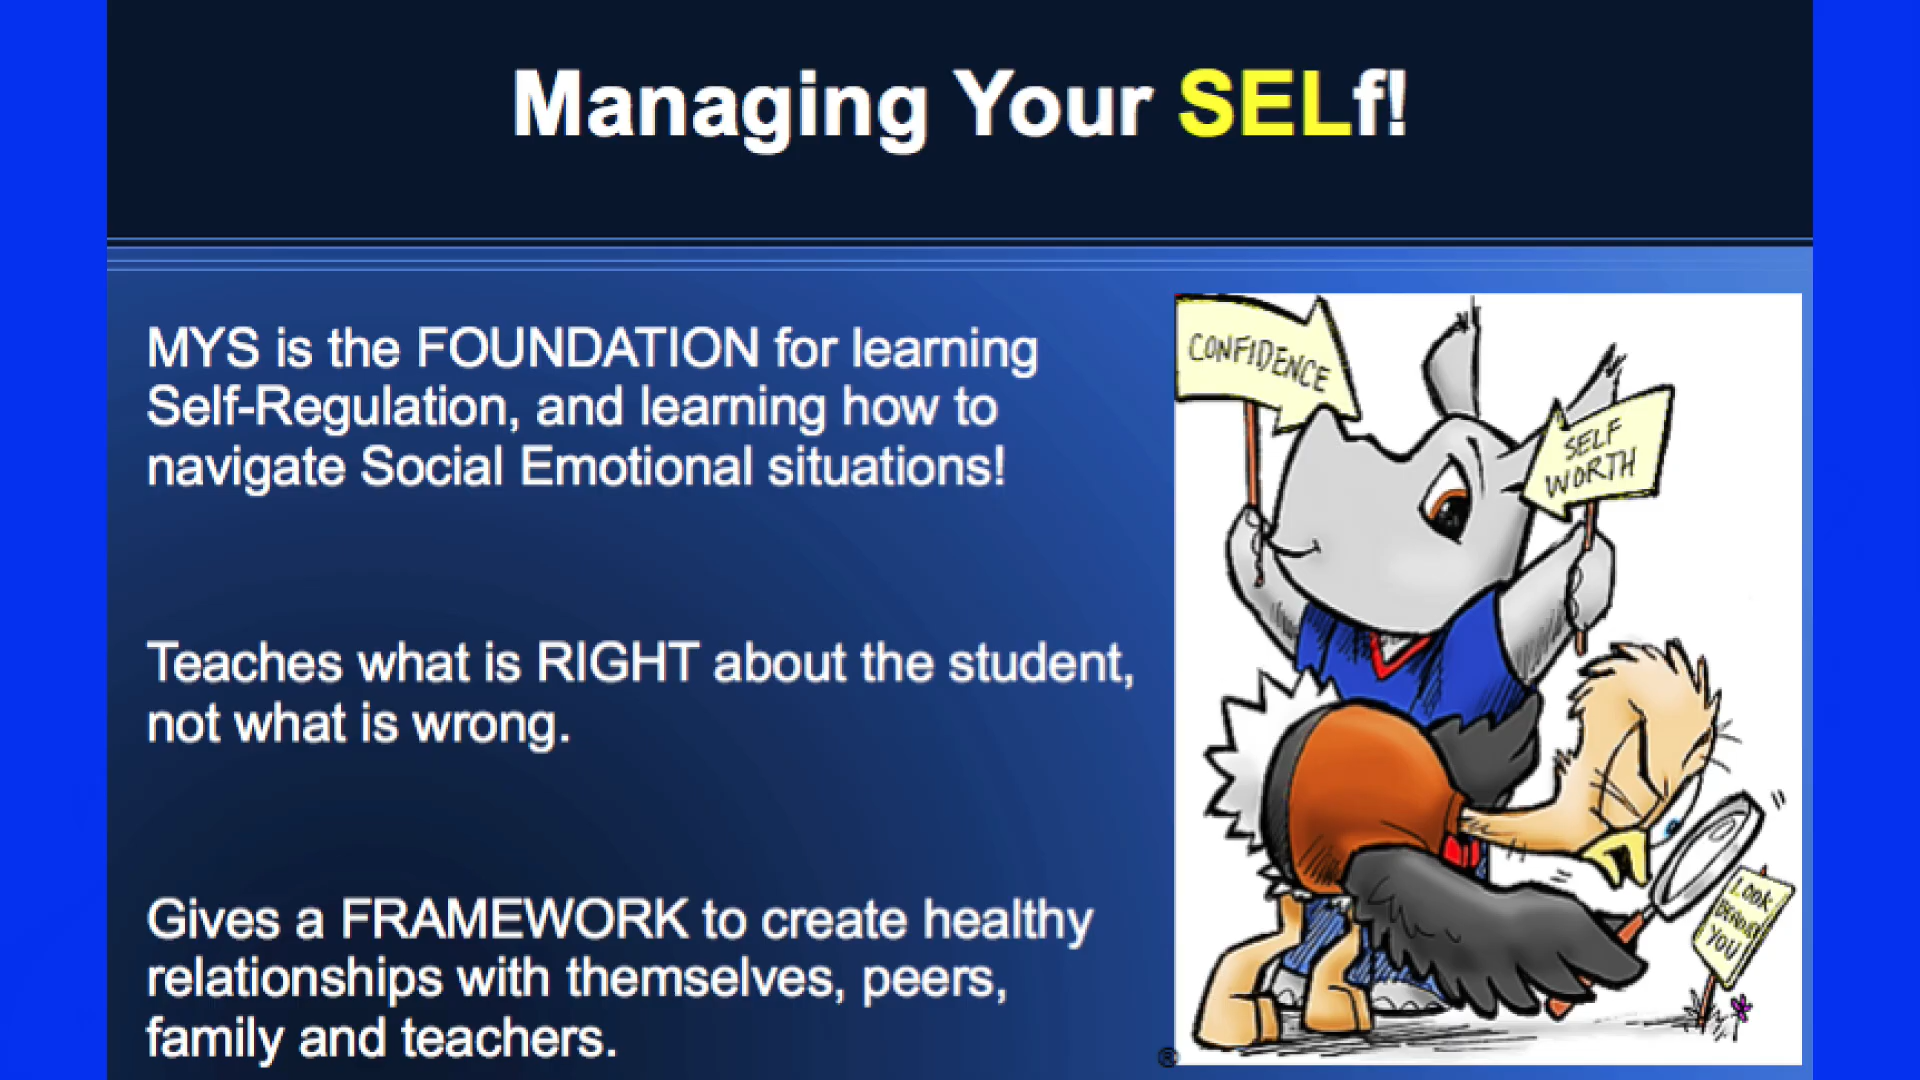 Managing Your SELf!
MYS is the FOUNDATION for learning
Self-Regulation, and learning how to
navigate Social Emotional situations!
Teaches what is RIGHT about the student,
not what is wrong.
Gives a FRAMEWORK to create healthy
relationships with themselves, peers,
family and teachers.
CONFIDENCE
SELF
WORTH
LOOK
BEHIND
YOU
®